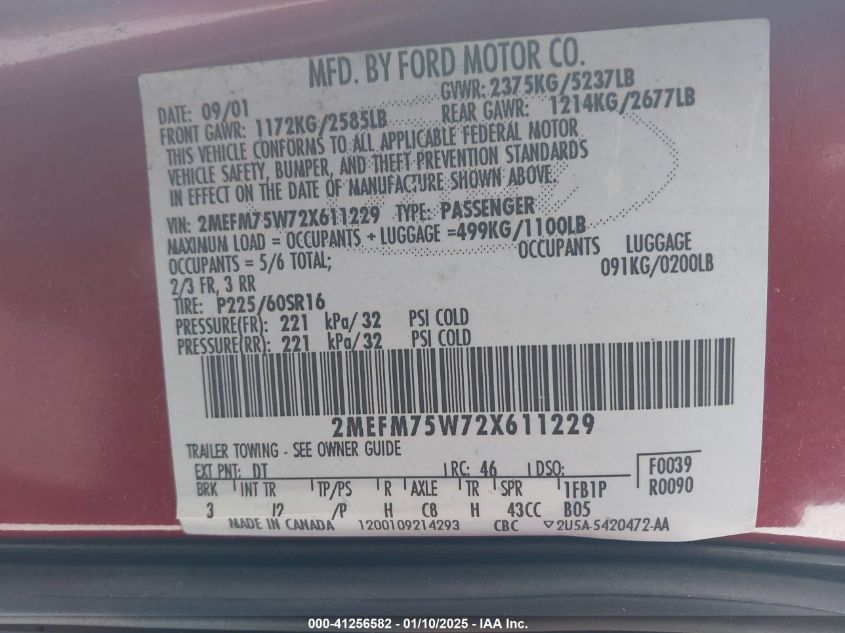 MFD. BY FORD MOTOR CO.
DATE: 09/01 GVWR: 2375KG/5237LB
FRONT GAWR: 1172KG/2585LB REAR GAWR: 1214KG/2677LB
THIS VEHICLE CONFORMS TO ALL APPLICABLE FEDERAL MOTOR
VEHICLE SAFETY, BUMPER, AND THEFT PREVENTION STANDARDS
IN EFFECT ON THE DATE OF MANUFACTURE SHOWN ABOVE.
VIN: 2MEFM75W72X611229 TYPE: PASSENGER
MAXIMUM LOAD = OCCUPANTS + LUGGAGE =499KG/1100LB
OCCUPANTS = 5/6 TOTAL; OCCUPANTS LUGGAGE
2/3 FR, 3 RR 091KG/0200LB
TIRE: P225/60SR16
PRESSURE(FR): 221 kPa/32 PSI COLD
PRESSURE(RR): 221 kPa/32 PSI COLD
2MEFM75W72X611229
TRAILER TOWING - SEE OWNER GUIDE
EXT PNT: DT RC: 46 DSO: F0039
BRK INT TR TP/PS R AXLE TR SPR 1FB1P R0090
3 12 /P H C8 H 43CC B05
MADE IN CANADA 1200109214293 CBC ▽2U5A-5420472-AA
000-41256582 - 01/10/2025 - IAA Inc.